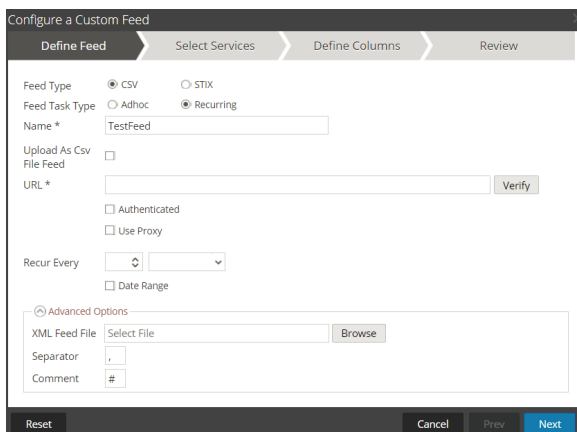 Configure a Custom Feed
Define Feed Select Services Define Columns Review
Feed Type CSV STIX
Feed Task Type Adhoc Recurring
Name * TestFeed
Upload As Csv
File Feed
URL * Verify
Authenticated
Use Proxy
Recur Every
Date Range
Advanced Options
XML Feed File Select File Browse
Separator ,
Comment #
Reset Cancel Prev Next